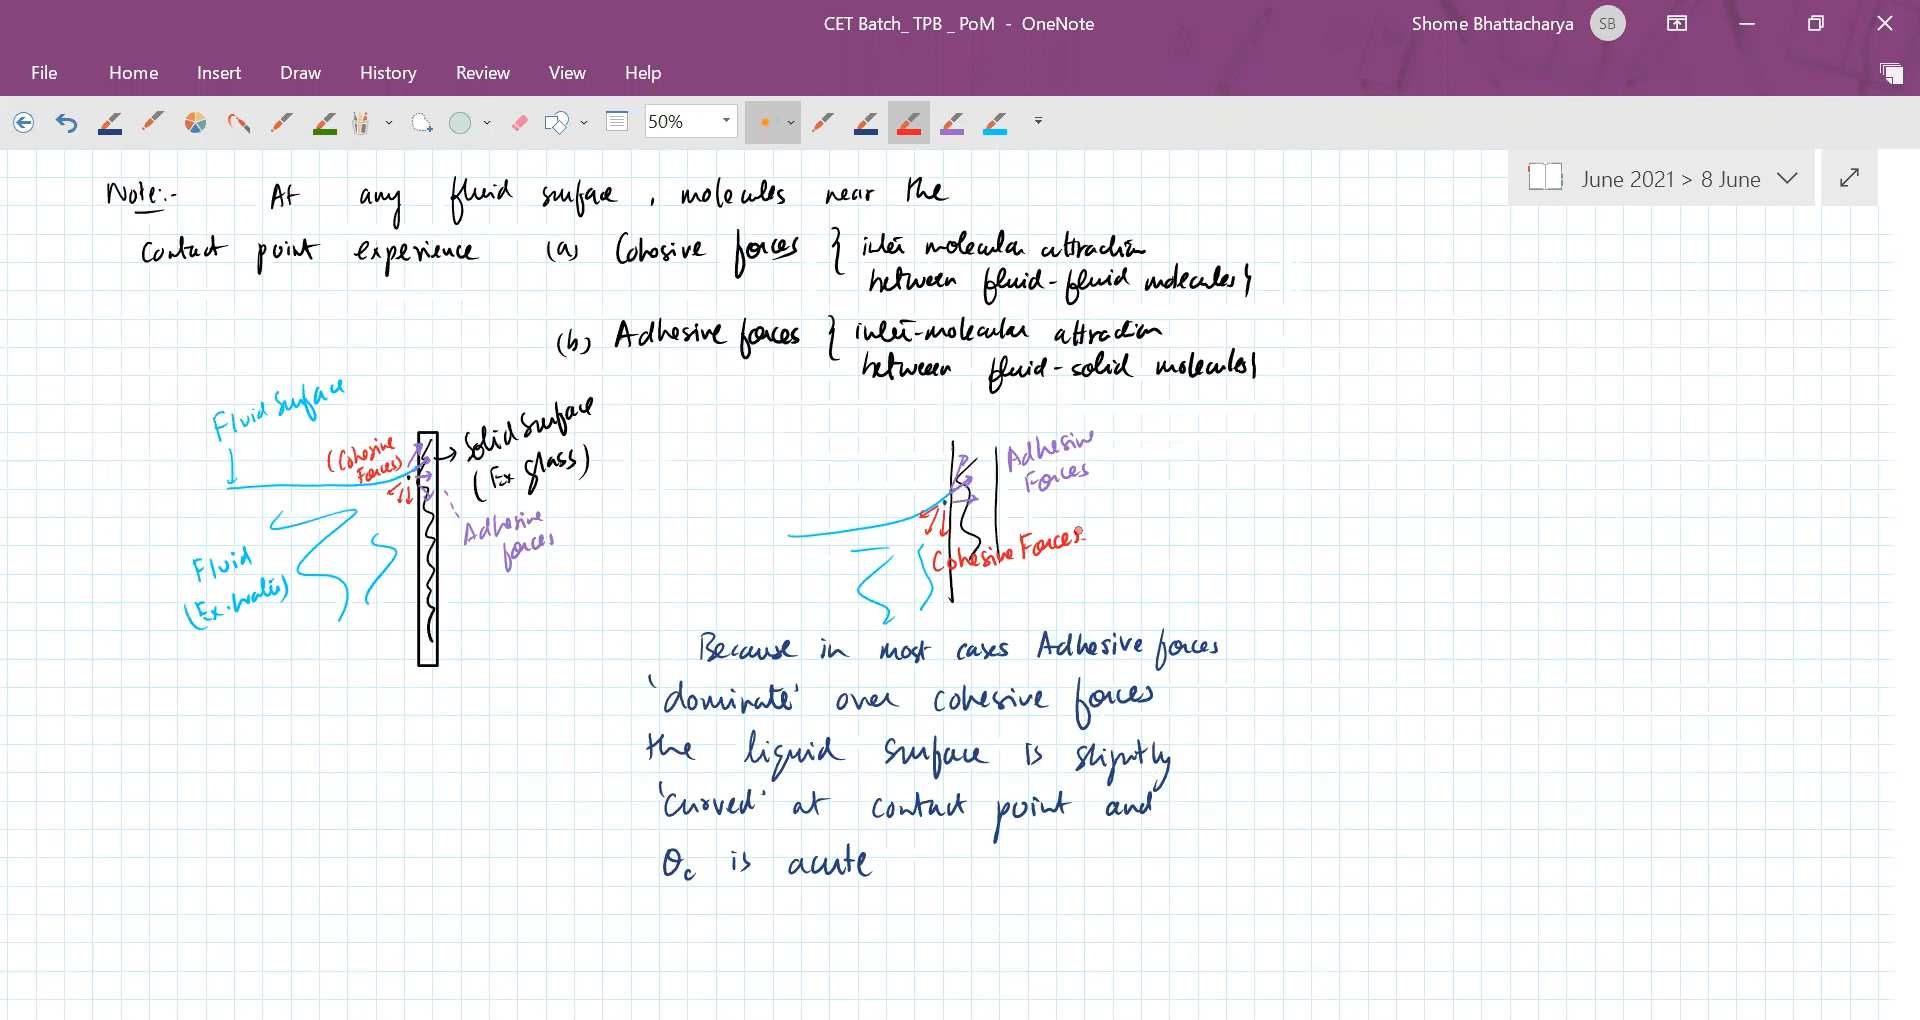 CET Batch_ TPB _ PoM - OneNote
Shome Bhattacharya SB
File Home Insert Draw History Review View Help
50%
June 2021 > 8 June
Note:- At any fluid surface, molecules near the
contact point experience (a) Cohosive forces { inter molecular attraction
between fluid-fluid molecules}
(b) Adhesive forces { inter-molecular attraction
between fluid-solid molecules}
Fluid Surface
(Cohesive
Forces)
Solid Surface
(Ex glass)
Adhesive
forces
Fluid
(Ex. Water)
Adhesive
Forces
Cohesive Forces
Because in most cases Adhesive forces
'dominate' over cohesive forces
the liquid surface is slightly
'curved' at contact point and
θc is acute